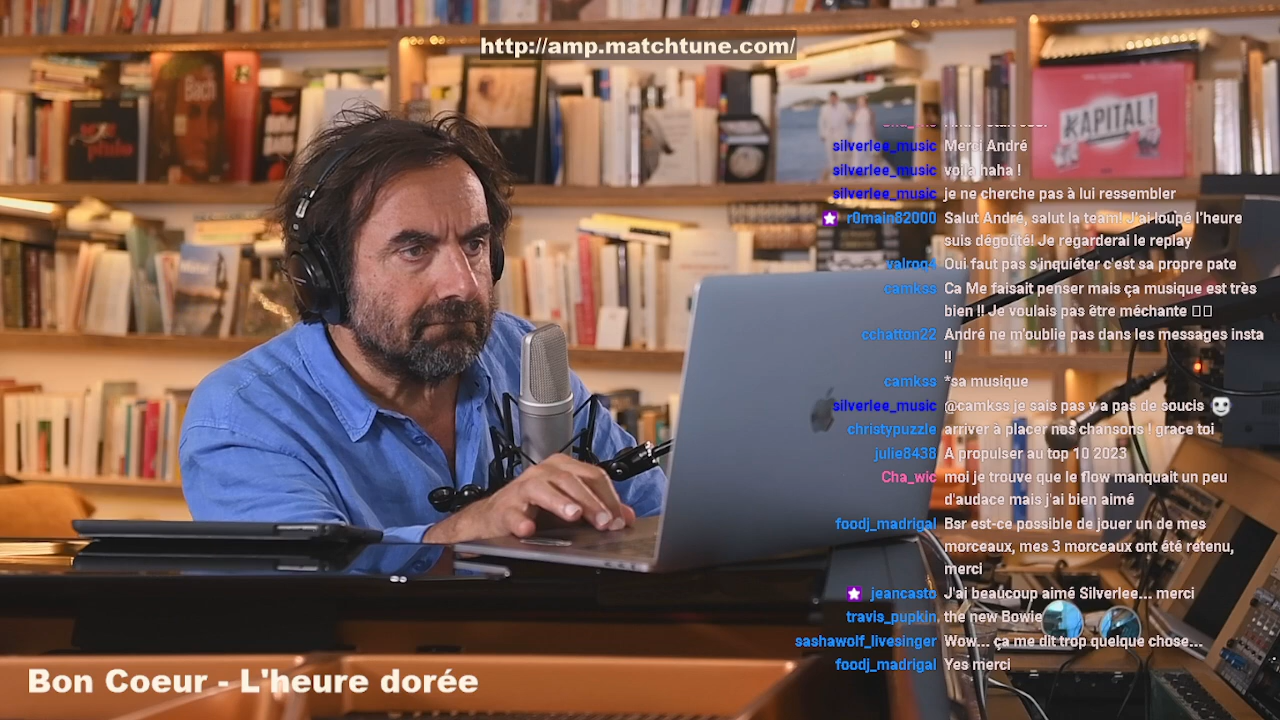 http://amp.matchtune.com/
Bach
KAPITAL!
silverlee_music Merci André
silverlee_music voila haha !
silverlee_music je ne cherche pas à lui ressembler
r0main82000 Salut André, salut la team! J'ai loupé l'heure
suis dégoûté! Je regarderai le replay
valroq4 Oui faut pas s'inquiéter c'est sa propre pate
camkss Ca Me faisait penser mais ça musique est très
bien !! Je voulais pas être méchante
cchatton22 André ne m'oublie pas dans les messages insta
!!
camkss *sa musique
silverlee_music @camkss je sais pas y a pas de soucis
christypuzzle arriver à placer nos chansons ! grace toi
julie8438 A propulser au top 10 2023
Cha_wic moi je trouve que le flow manquait un peu
d'audace mais j'ai bien aimé
foodj_madrigal Bsr est-ce possible de jouer un de mes
morceaux, mes 3 morceaux ont été retenu,
merci
jeancasto J'ai beaucoup aimé Silverlee... merci
travis_pupkin. the new Bowie
sashawolf_livesinger Wow... ça me dit trop quelque chose...
foodj_madrigal Yes merci
Bon Coeur - L'heure dorée